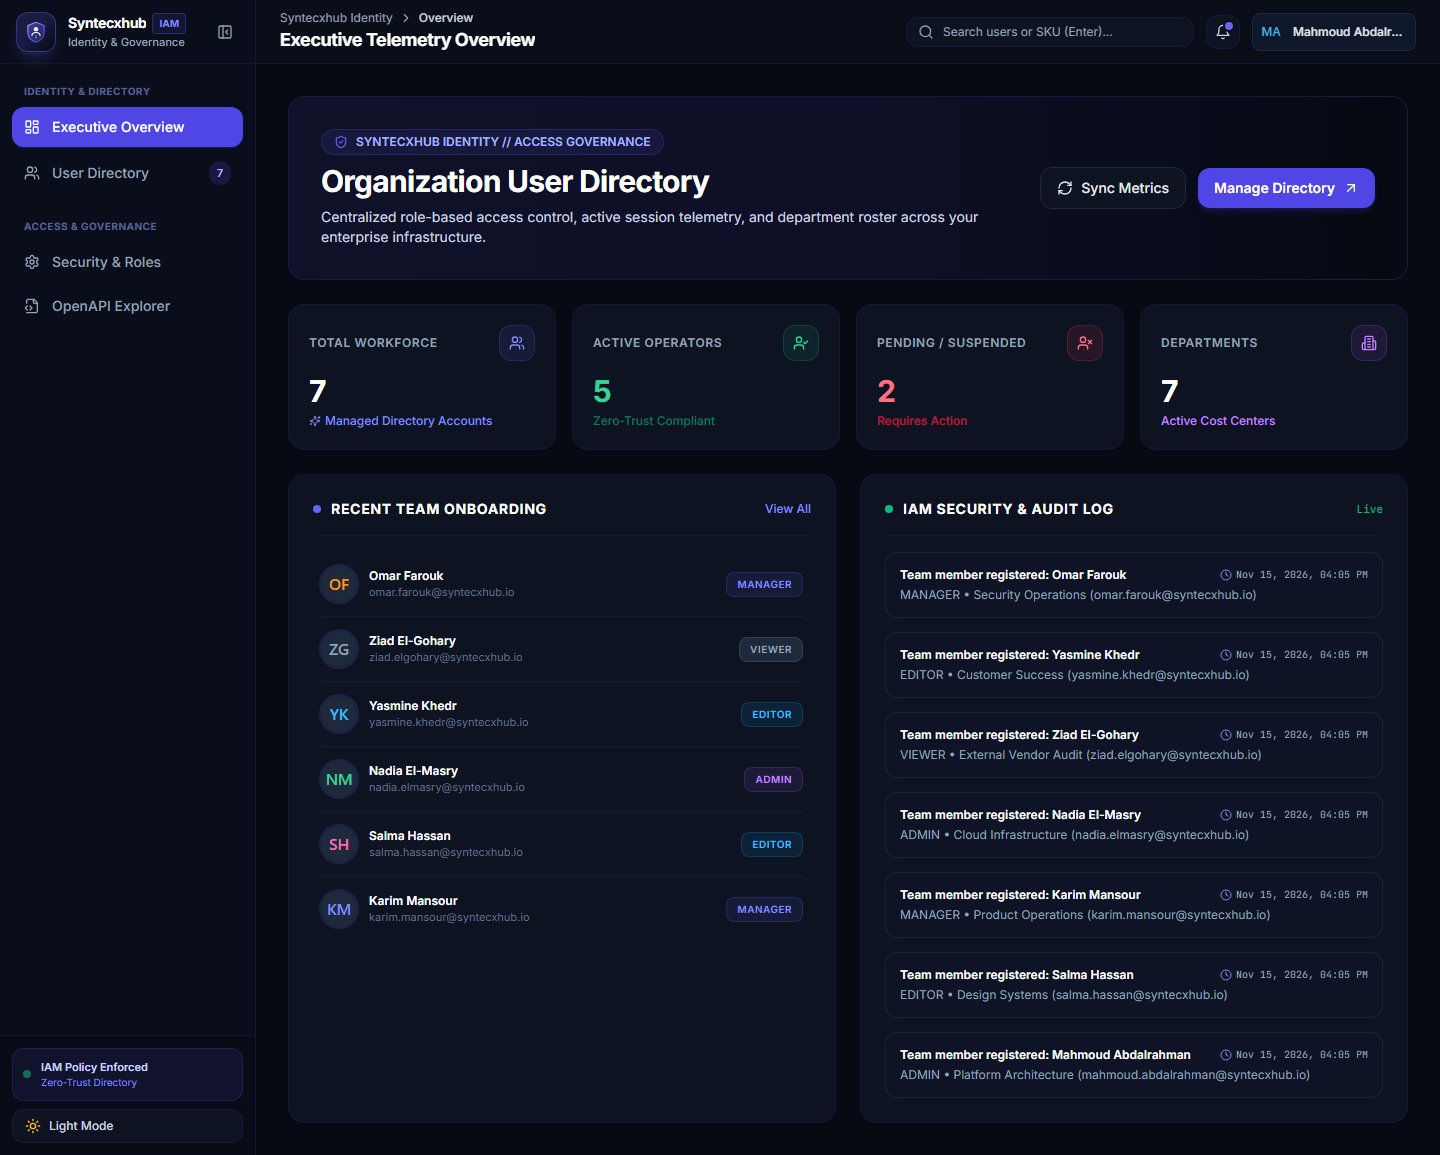 Syntecxhub IAM
Identity & Governance
IDENTITY & DIRECTORY
Executive Overview
User Directory 7
ACCESS & GOVERNANCE
Security & Roles
OpenAPI Explorer
IAM Policy Enforced
Zero-Trust Directory
Light Mode
Syntecxhub Identity > Overview
Executive Telemetry Overview
Search users or SKU (Enter)...
MA Mahmoud Abdalr...
SYNTECXHUB IDENTITY // ACCESS GOVERNANCE
Organization User Directory
Centralized role-based access control, active session telemetry, and department roster across your
enterprise infrastructure.
Sync Metrics
Manage Directory
TOTAL WORKFORCE
7
Managed Directory Accounts
ACTIVE OPERATORS
5
Zero-Trust Compliant
PENDING / SUSPENDED
2
Requires Action
DEPARTMENTS
7
Active Cost Centers
RECENT TEAM ONBOARDING View All
OF Omar Farouk MANAGER
omar.farouk@syntecxhub.io
ZG Ziad El-Gohary VIEWER
ziad.elgohary@syntecxhub.io
YK Yasmine Khedr EDITOR
yasmine.khedr@syntecxhub.io
NM Nadia El-Masry ADMIN
nadia.elmasry@syntecxhub.io
SH Salma Hassan EDITOR
salma.hassan@syntecxhub.io
KM Karim Mansour MANAGER
karim.mansour@syntecxhub.io
IAM SECURITY & AUDIT LOG Live
Team member registered: Omar Farouk Nov 15, 2026, 04:05 PM
MANAGER • Security Operations (omar.farouk@syntecxhub.io)
Team member registered: Yasmine Khedr Nov 15, 2026, 04:05 PM
EDITOR • Customer Success (yasmine.khedr@syntecxhub.io)
Team member registered: Ziad El-Gohary Nov 15, 2026, 04:05 PM
VIEWER • External Vendor Audit (ziad.elgohary@syntecxhub.io)
Team member registered: Nadia El-Masry Nov 15, 2026, 04:05 PM
ADMIN • Cloud Infrastructure (nadia.elmasry@syntecxhub.io)
Team member registered: Karim Mansour Nov 15, 2026, 04:05 PM
MANAGER • Product Operations (karim.mansour@syntecxhub.io)
Team member registered: Salma Hassan Nov 15, 2026, 04:05 PM
EDITOR • Design Systems (salma.hassan@syntecxhub.io)
Team member registered: Mahmoud Abdalrahman Nov 15, 2026, 04:05 PM
ADMIN • Platform Architecture (mahmoud.abdalrahman@syntecxhub.io)